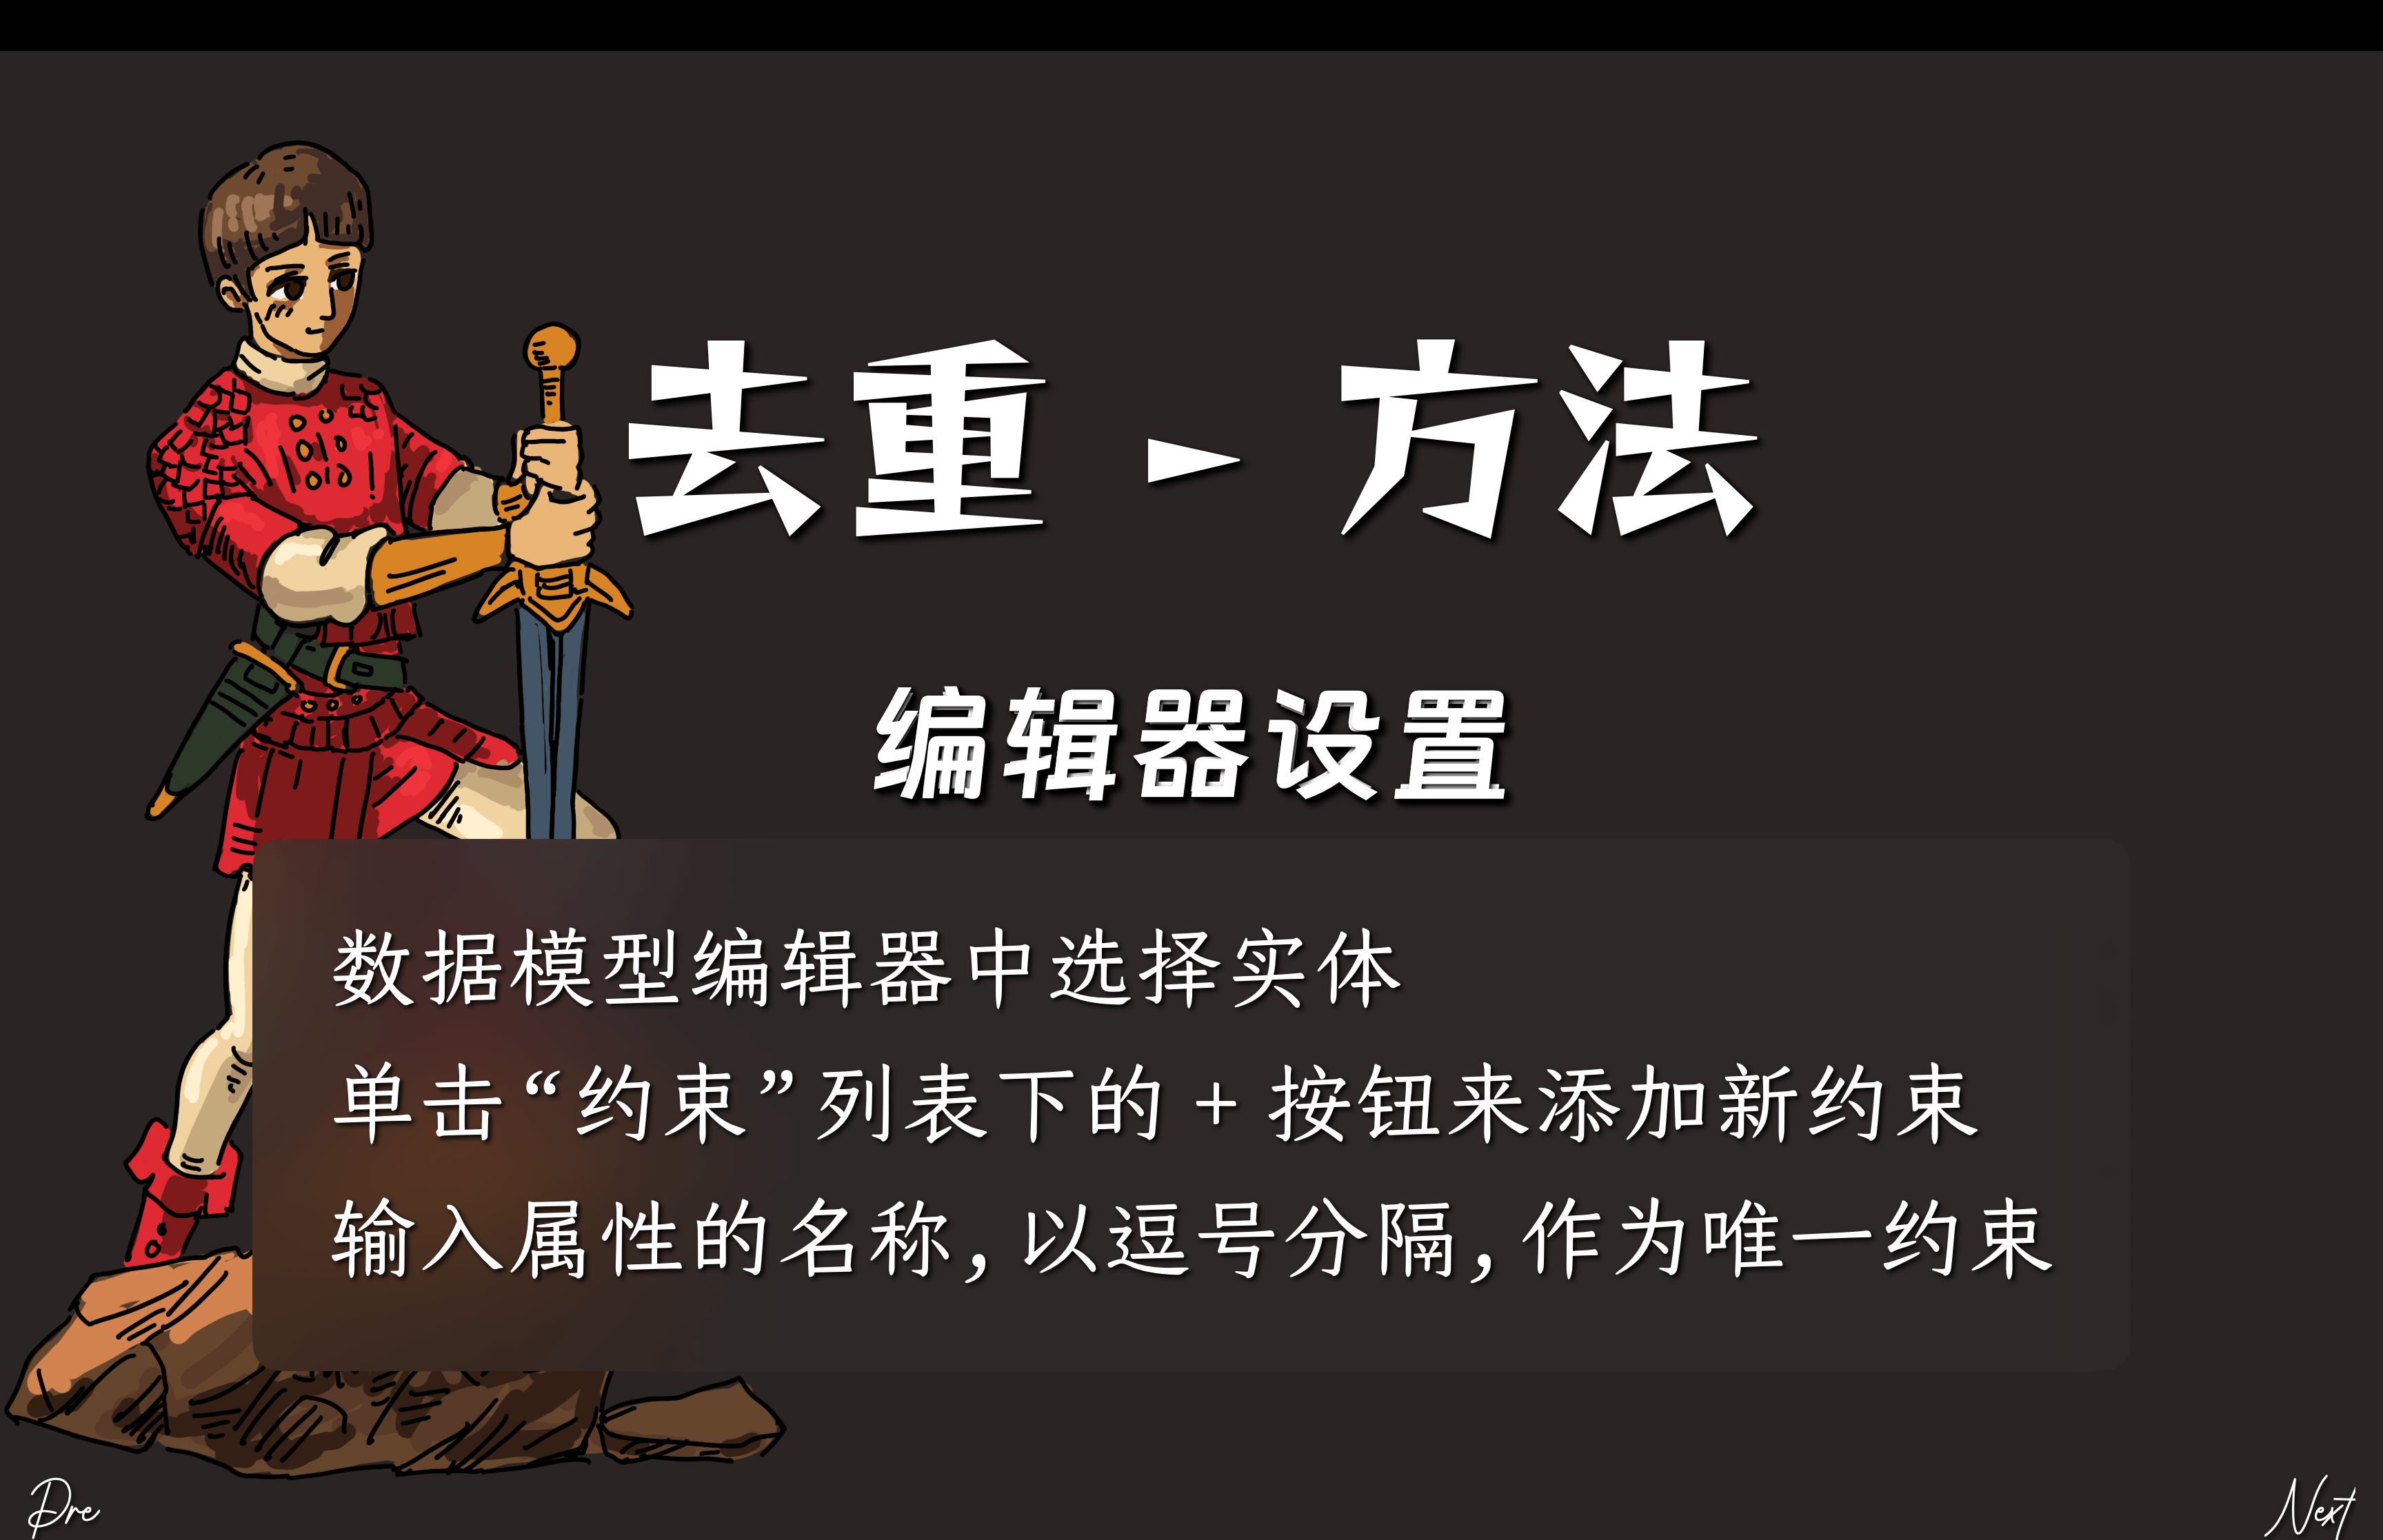 去重 - 方法
编辑器设置
数据模型编辑器中选择实体
单击“约束”列表下的 + 按钮来添加新约束
输入属性的名称，以逗号分隔，作为唯一约束
Pre
Next